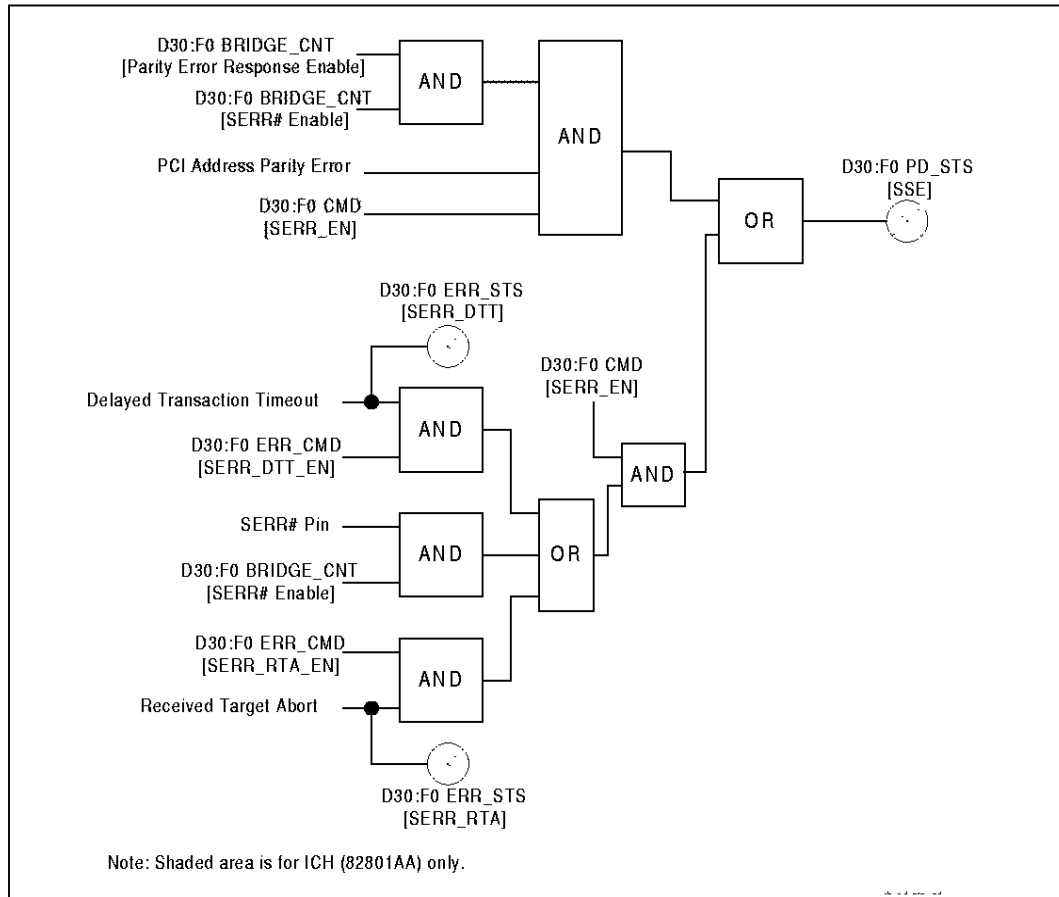 D30:F0 BRIDGE_CNT
[Parity Error Response Enable]
AND
D30:F0 BRIDGE_CNT
[SERR# Enable]
AND
PCI Address Parity Error
D30:F0 CMD
[SERR_EN]
OR
D30:F0 PD_STS
[SSE]
D30:F0 ERR_STS
[SERR_DTT]
D30:F0 CMD
[SERR_EN]
Delayed Transaction Timeout
AND
D30:F0 ERR_CMD
[SERR_DTT_EN]
AND
SERR# Pin
AND
OR
D30:F0 BRIDGE_CNT
[SERR# Enable]
D30:F0 ERR_CMD
[SERR_RTA_EN]
AND
Received Target Abort
D30:F0 ERR_STS
[SERR_RTA]
Note: Shaded area is for ICH (82801AA) only.